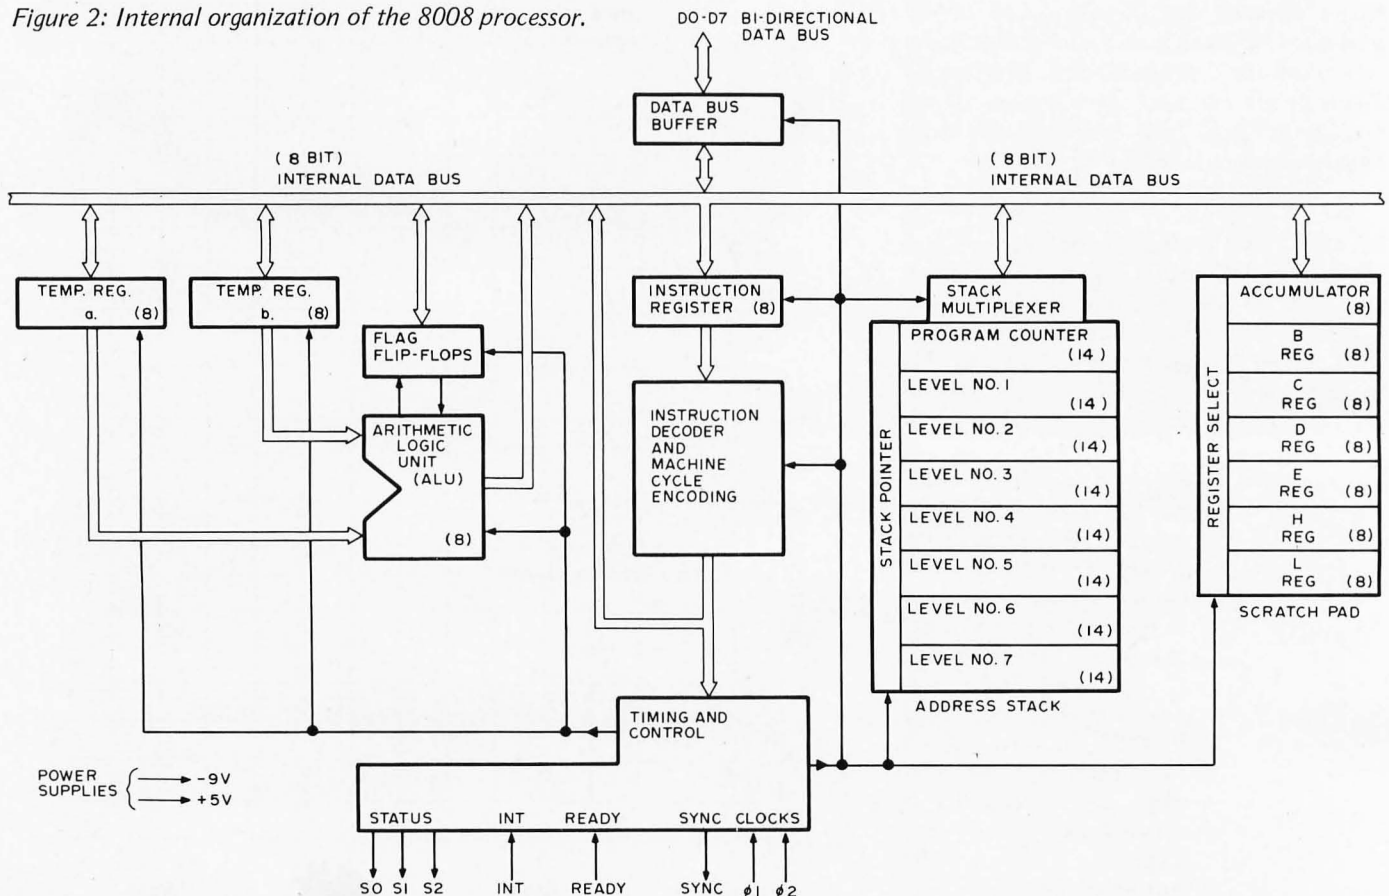 Figure 2: Internal organization of the 8008 processor.
D0-D7 BI-DIRECTIONAL
DATA BUS
DATA BUS
BUFFER
(8 BIT)
INTERNAL DATA BUS
(8 BIT)
INTERNAL DATA BUS
TEMP. REG.
a. (8)
TEMP. REG.
b. (8)
FLAG
FLIP-FLOPS
ARITHMETIC
LOGIC
UNIT
(ALU)
(8)
INSTRUCTION
REGISTER (8)
INSTRUCTION
DECODER
AND
MACHINE
CYCLE
ENCODING
STACK
MULTIPLEXER
STACK POINTER
PROGRAM COUNTER
(14)
LEVEL NO. 1
(14)
LEVEL NO. 2
(14)
LEVEL NO. 3
(14)
LEVEL NO. 4
(14)
LEVEL NO. 5
(14)
LEVEL NO. 6
(14)
LEVEL NO. 7
(14)
ADDRESS STACK
REGISTER SELECT
ACCUMULATOR
(8)
B
REG (8)
C
REG (8)
D
REG (8)
E
REG (8)
H
REG (8)
L
REG (8)
SCRATCH PAD
TIMING AND
CONTROL
POWER
SUPPLIES
-9V
+5V
STATUS INT READY SYNC CLOCKS
S0 S1 S2 INT READY SYNC ø1 ø2